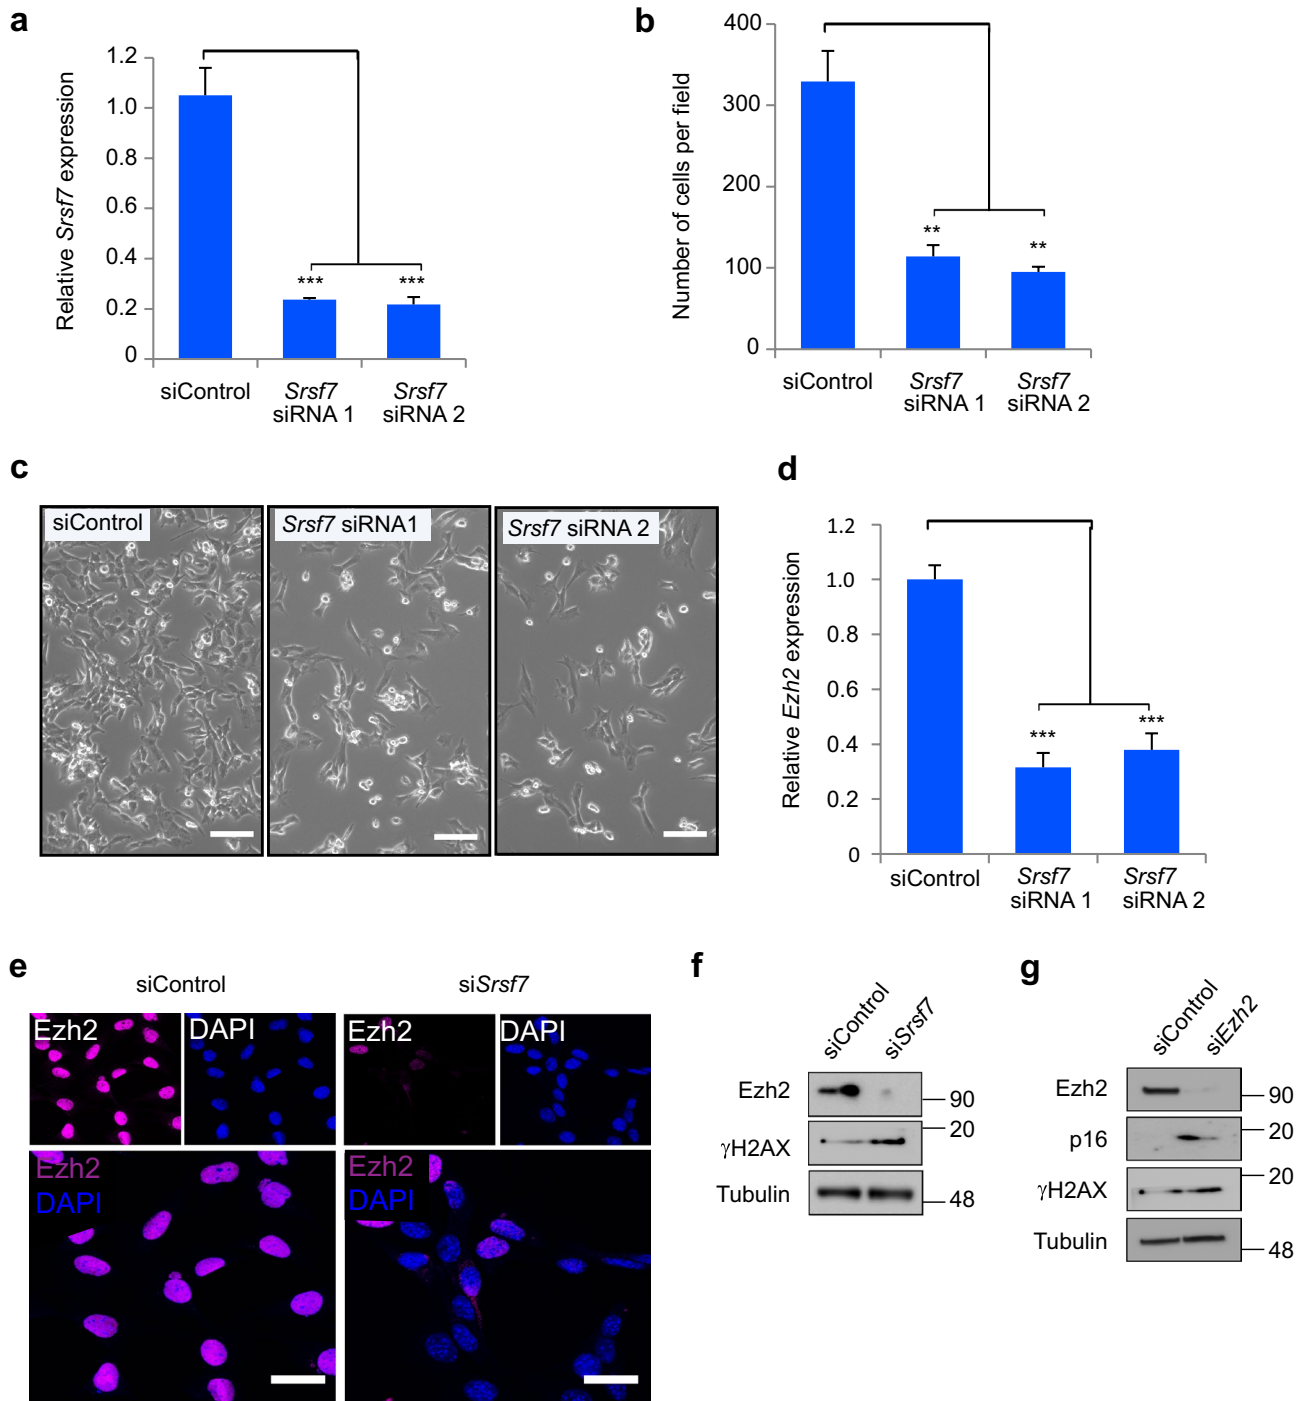 a
Relative Srsf7 expression
1.2
1.0
0.8
0.6
0.4
0.2
0
***
***
siControl
Srsf7
siRNA 1
Srsf7
siRNA 2
b
Number of cells per field
400
300
200
100
0
**
**
siControl
Srsf7
siRNA 1
Srsf7
siRNA 2
c
siControl
Srsf7 siRNA1
Srsf7 siRNA 2
d
Relative Ezh2 expression
1.2
1.0
0.8
0.6
0.4
0.2
0
***
***
siControl
Srsf7
siRNA 1
Srsf7
siRNA 2
e
siControl
siSrsf7
Ezh2
DAPI
Ezh2
DAPI
Ezh2
DAPI
Ezh2
DAPI
f
siControl
siSrsf7
Ezh2
90
γH2AX
20
Tubulin
48
g
siControl
siEzh2
Ezh2
90
p16
20
γH2AX
20
Tubulin
48